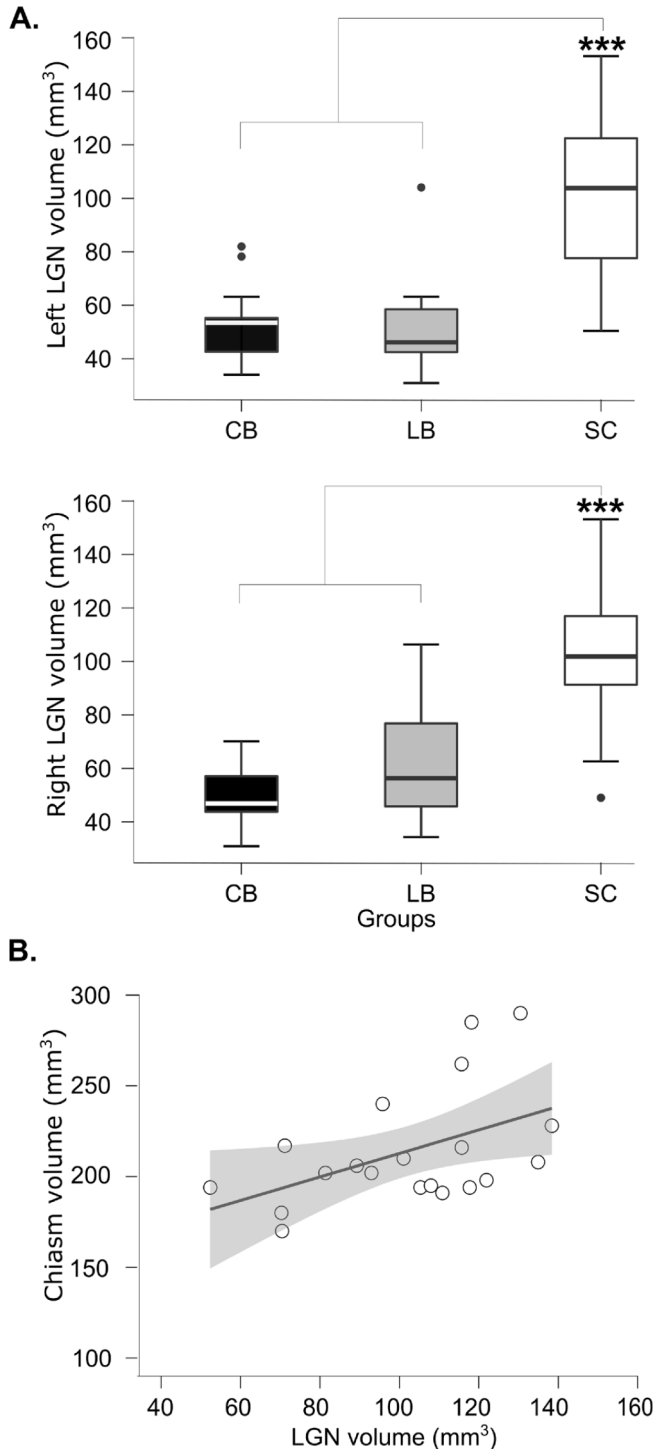 A.
Left LGN volume (mm³)
160
140
120
100
80
60
40
***
CB LB SC
Right LGN volume (mm³)
160
140
120
100
80
60
40
***
CB LB SC
Groups
B.
Chiasm volume (mm³)
300
250
200
150
100
40 60 80 100 120 140 160
LGN volume (mm³)